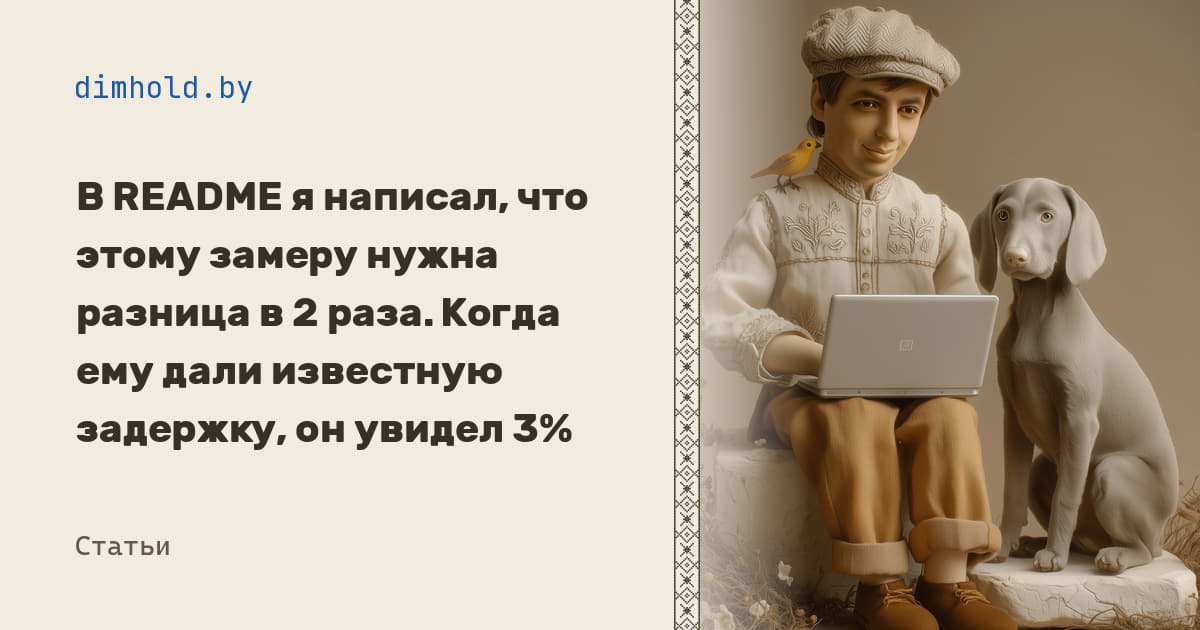 dimhold.by
В README я написал, что
этому замеру нужна
разница в 2 раза. Когда
ему дали известную
задержку, он увидел 3%
Статьи